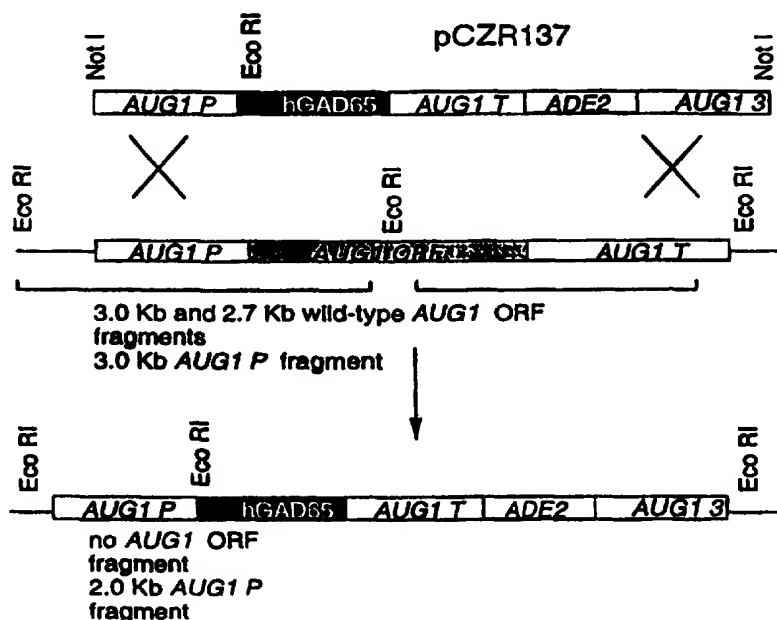 pCZR137
Not I
Eco RI
Not I
AUG1 P hGAD65 AUG1 T ADE2 AUG1 3
Eco RI
Eco RI
Eco RI
AUG1 P AUG1 ORF AUG1 T
3.0 Kb and 2.7 Kb wild-type AUG1 ORF
fragments
3.0 Kb AUG1 P fragment
Eco RI
Eco RI
Eco RI
AUG1 P hGAD65 AUG1 T ADE2 AUG1 3
no AUG1 ORF
fragment
2.0 Kb AUG1 P
fragment